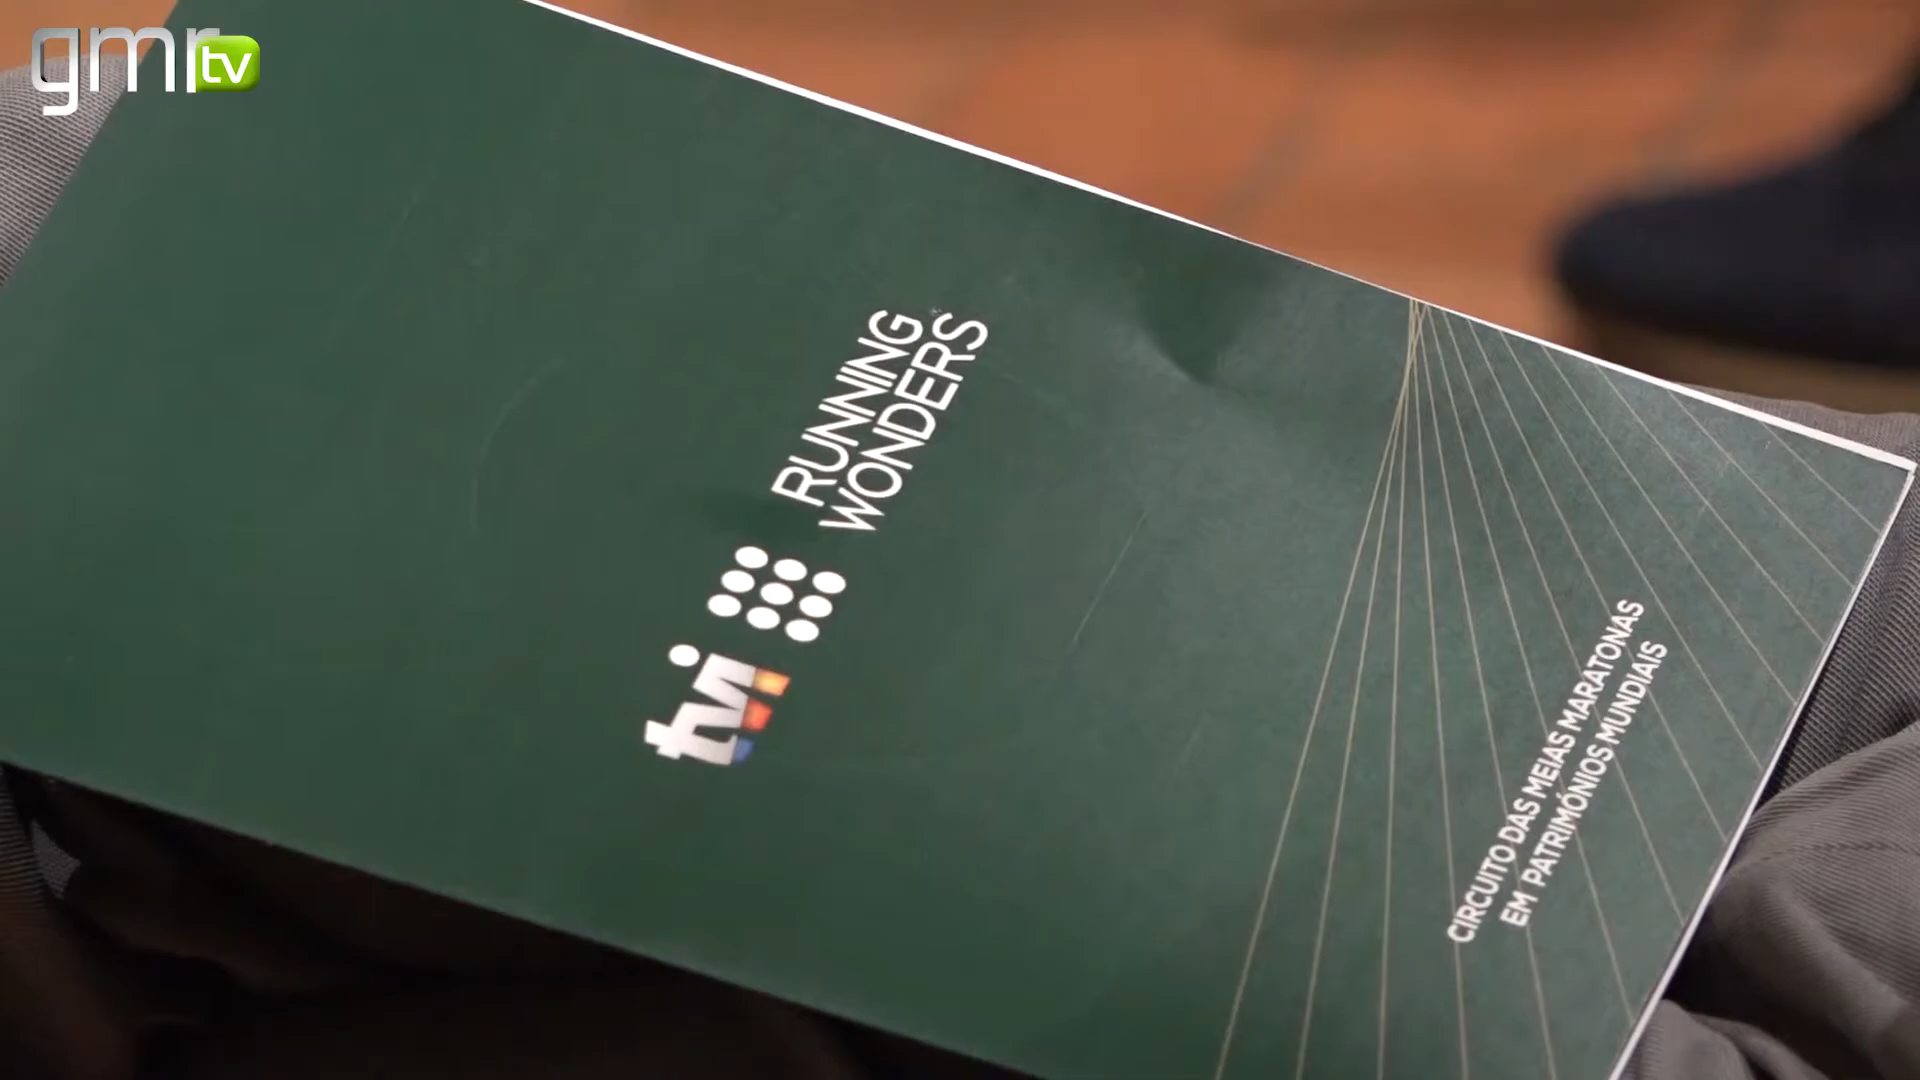 gmr tv
tvi
RUNNING
WONDERS
CIRCUITO DAS MEIAS MARATONAS
EM PATRIMÓNIOS MUNDIAIS